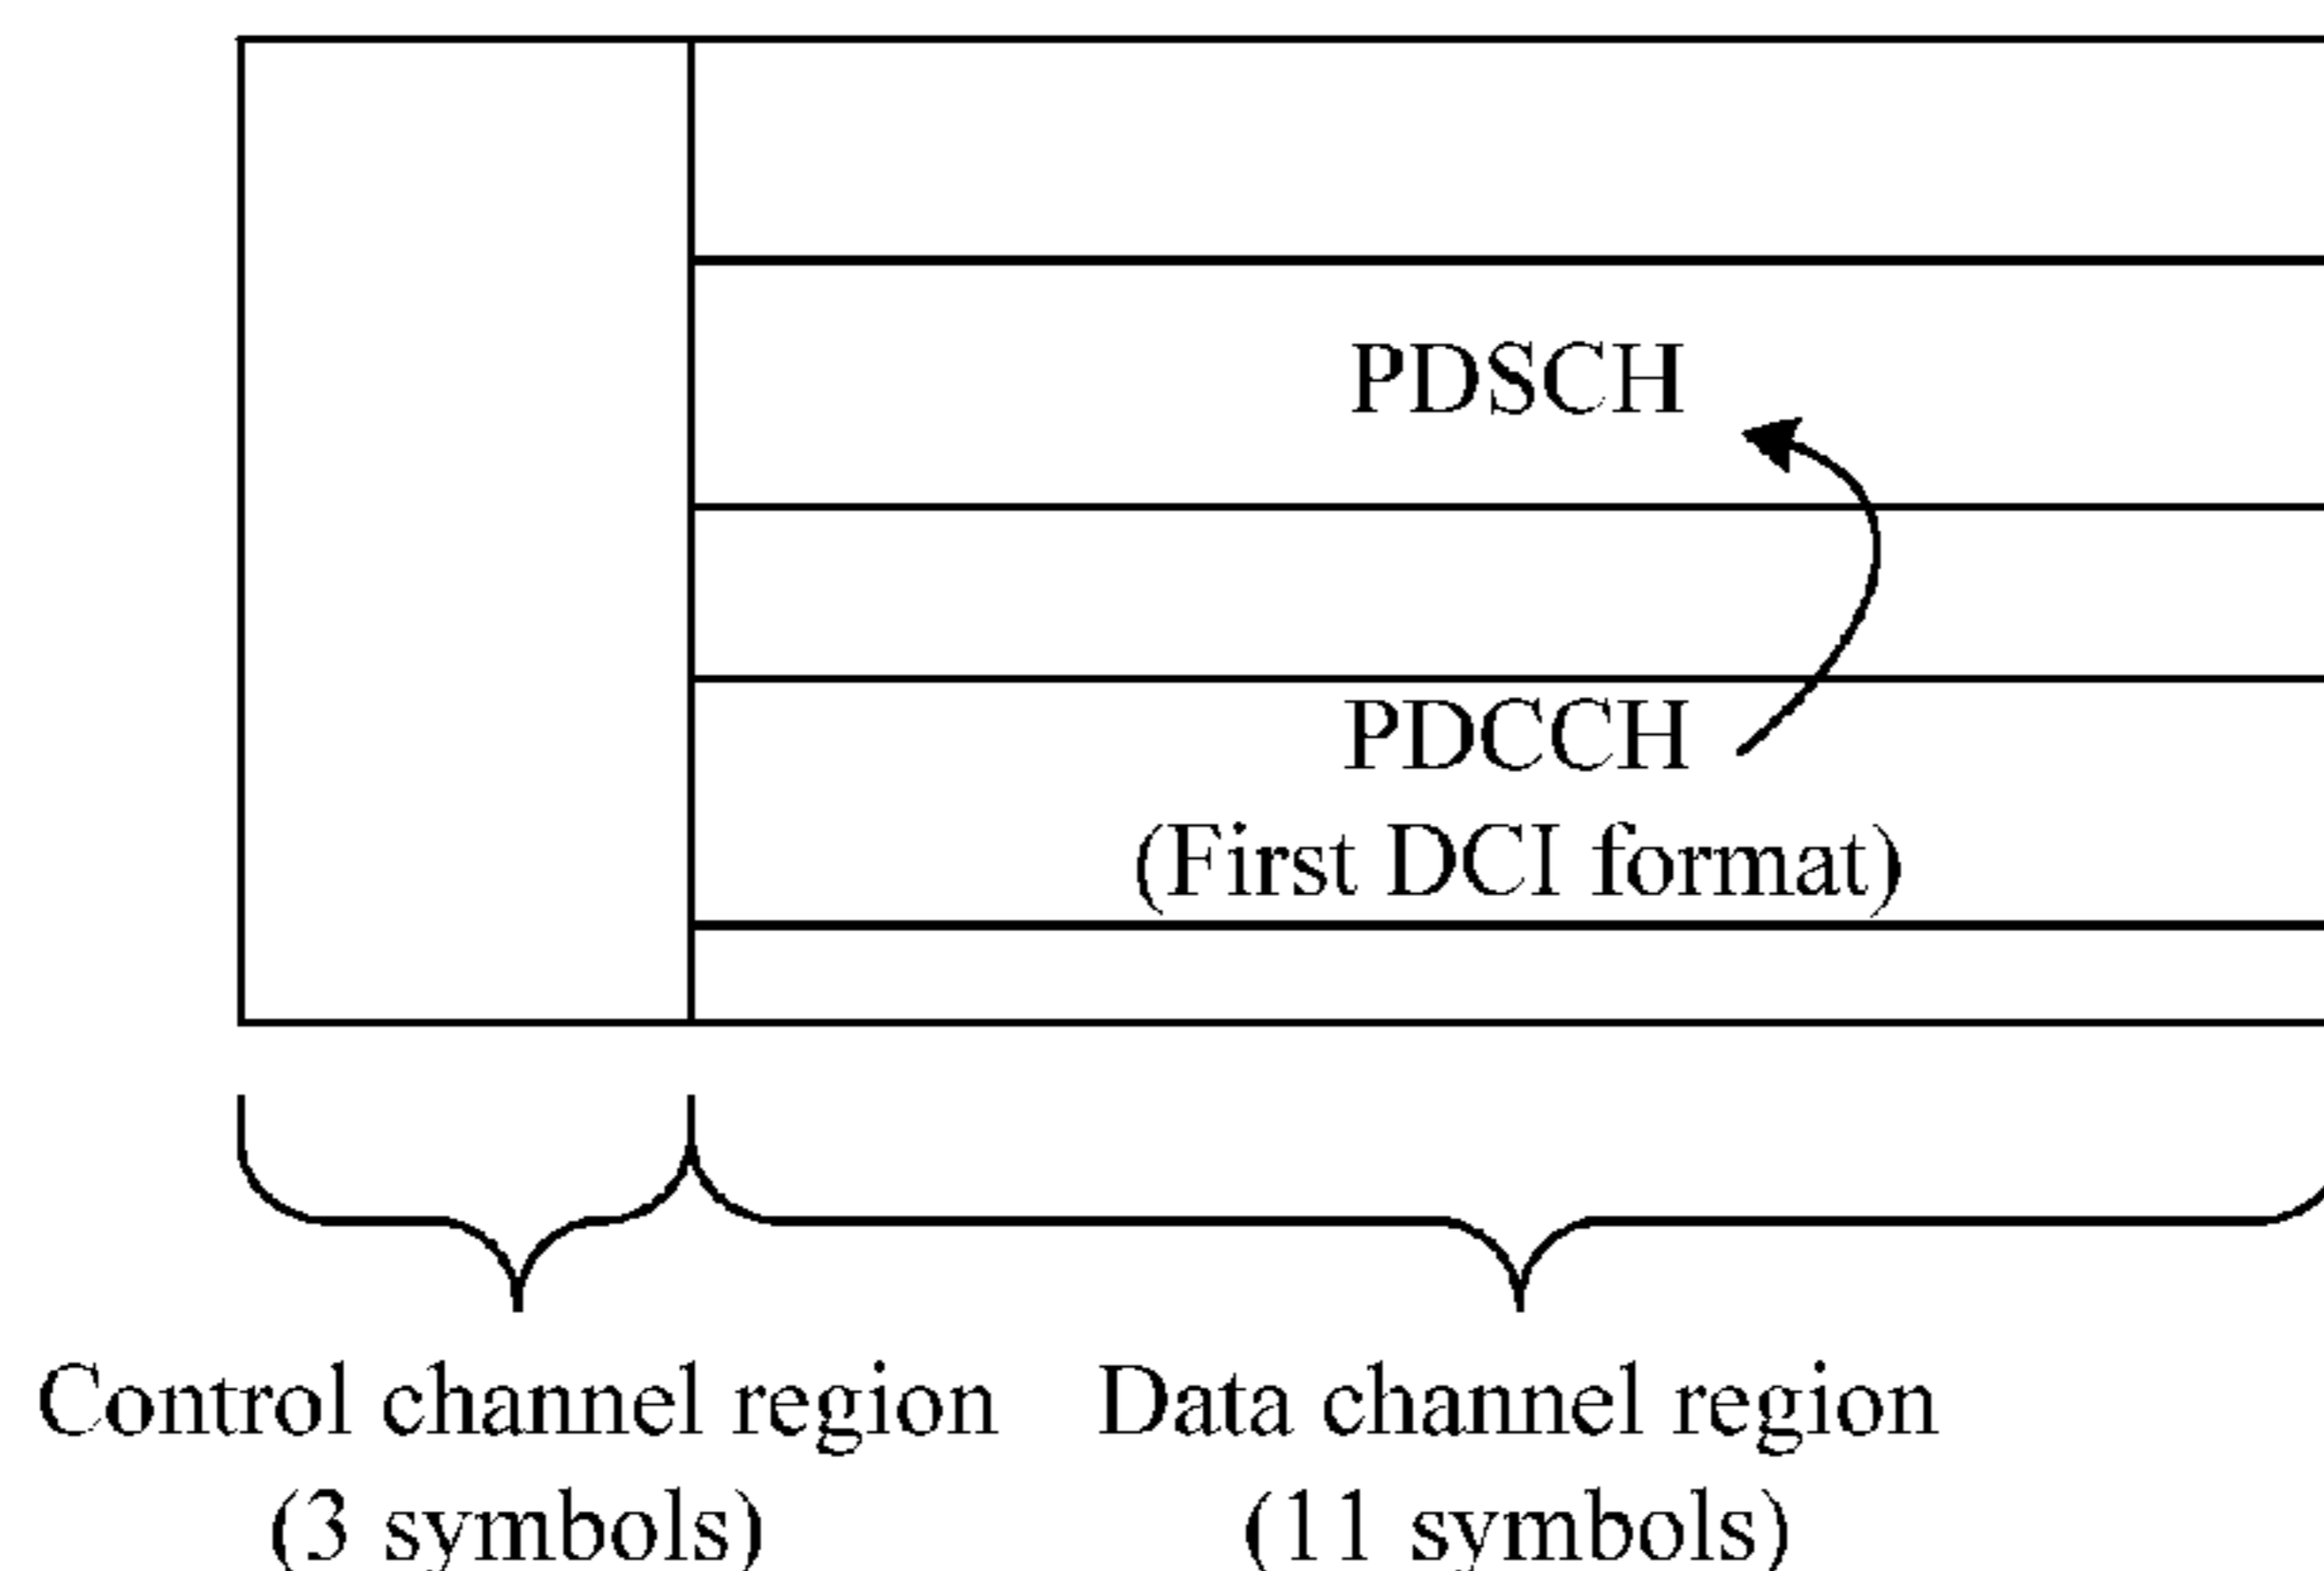 PDSCH
PDCCH
(First DCI format)
Control channel region
(3 symbols)
Data channel region
(11 symbols)